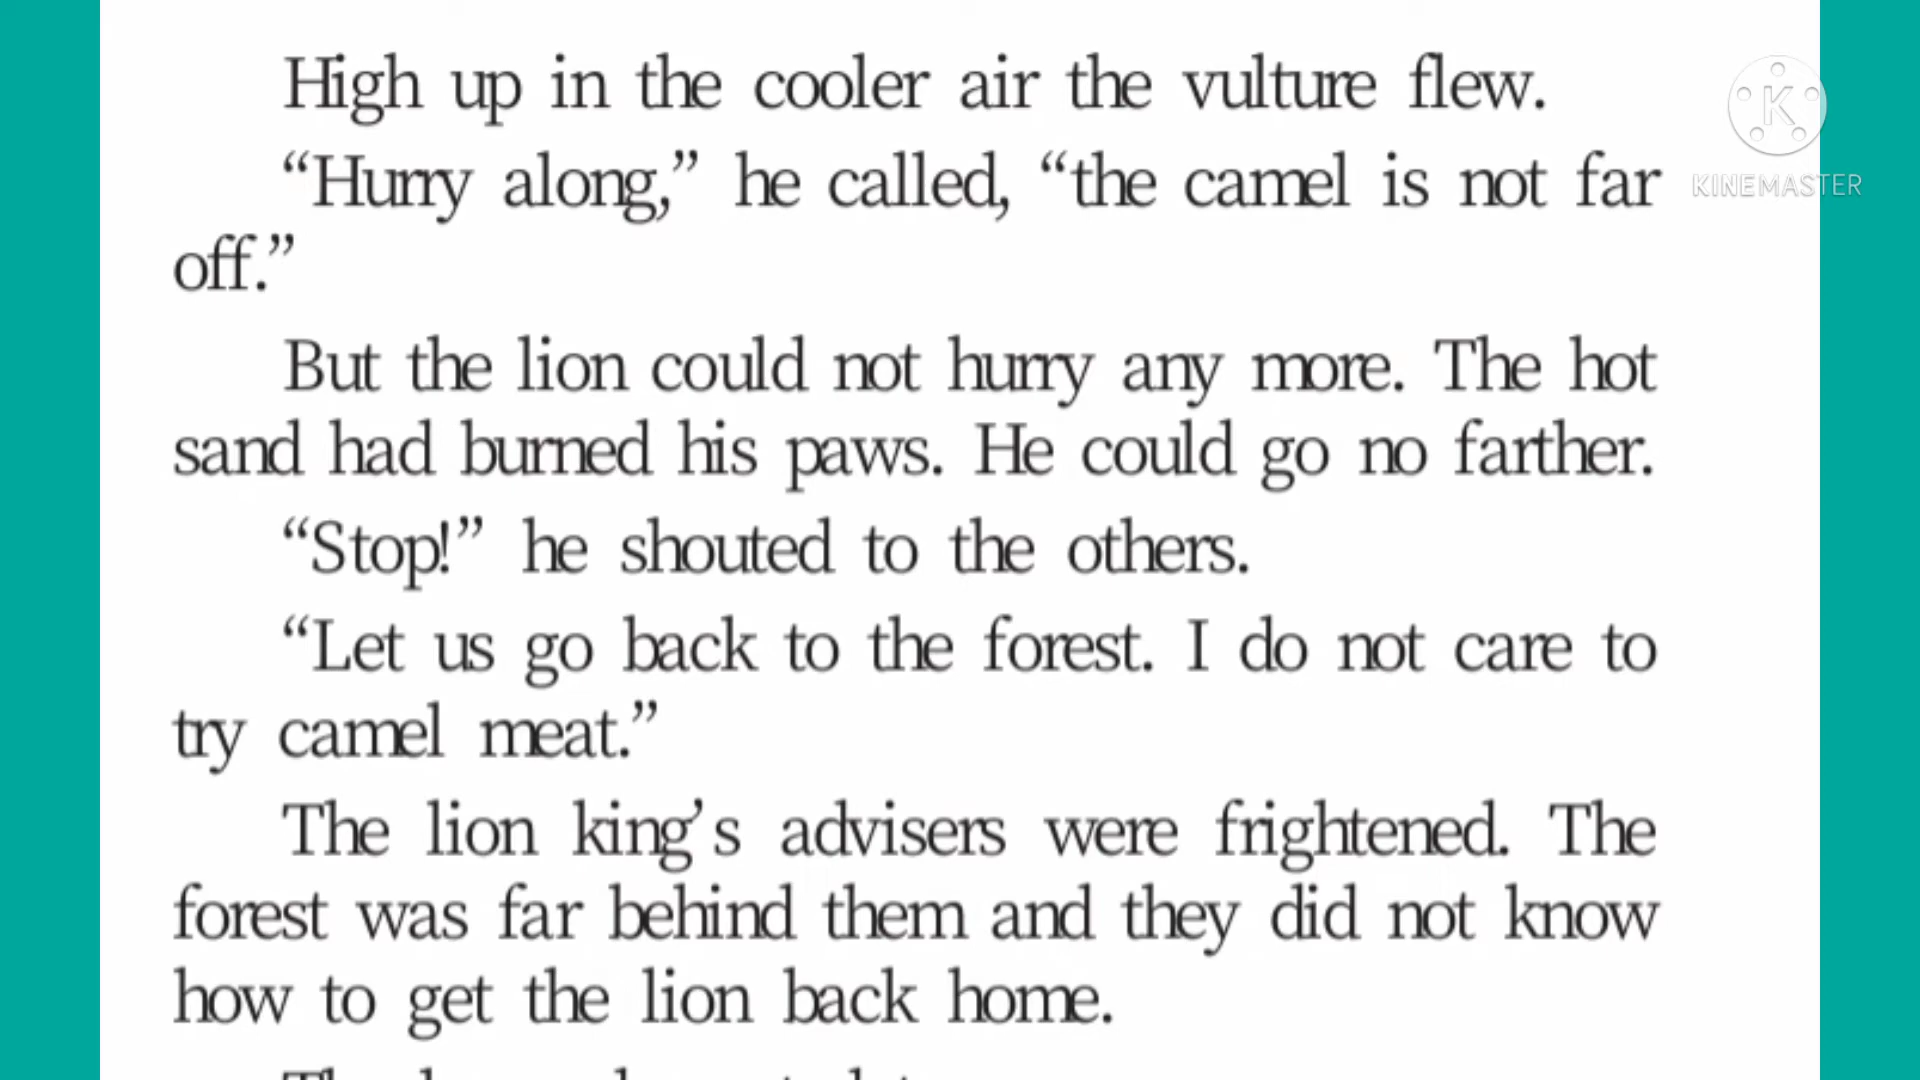 High up in the cooler air the vulture flew.
“Hurry along,” he called, “the camel is not far
off.”
But the lion could not hurry any more. The hot
sand had burned his paws. He could go no farther.
“Stop!” he shouted to the others.
“Let us go back to the forest. I do not care to
try camel meat.”
The lion king’s advisers were frightened. The
forest was far behind them and they did not know
how to get the lion back home.
K
KINEMASTER